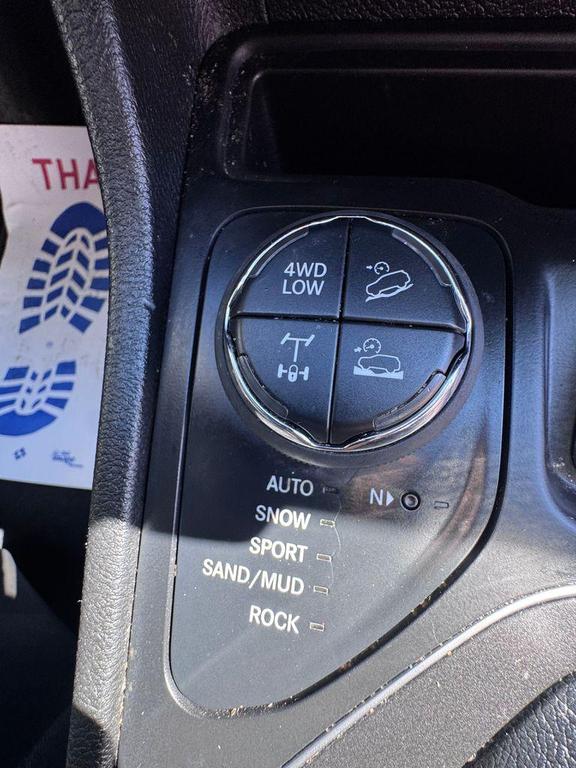 THA
4WD
LOW
AUTO
N
SNOW
SPORT
SAND/MUD
ROCK